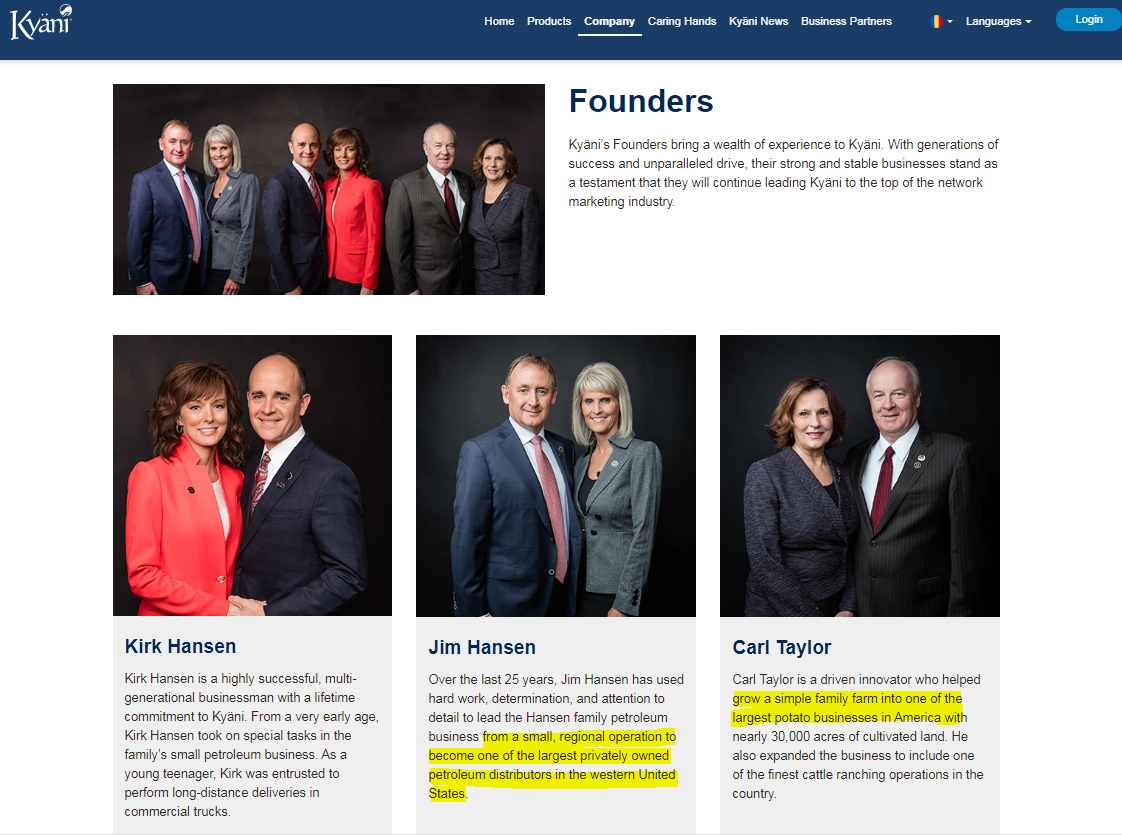 Kyäni
Home Products Company Caring Hands Kyäni News Business Partners Languages Login
Founders
Kyäni's Founders bring a wealth of experience to Kyäni. With generations of
success and unparalleled drive, their strong and stable businesses stand as
a testament that they will continue leading Kyäni to the top of the network
marketing industry.
Kirk Hansen
Kirk Hansen is a highly successful, multi-
generational businessman with a lifetime
commitment to Kyäni. From a very early age,
Kirk Hansen took on special tasks in the
family's small petroleum business. As a
young teenager, Kirk was entrusted to
perform long-distance deliveries in
commercial trucks.
Jim Hansen
Over the last 25 years, Jim Hansen has used
hard work, determination, and attention to
detail to lead the Hansen family petroleum
business from a small, regional operation to
become one of the largest privately owned
petroleum distributors in the western United
States.
Carl Taylor
Carl Taylor is a driven innovator who helped
grow a simple family farm into one of the
largest potato businesses in America with
nearly 30,000 acres of cultivated land. He
also expanded the business to include one
of the finest cattle ranching operations in the
country.